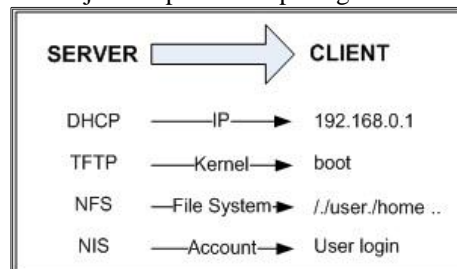 SERVER CLIENT
DHCP IP 192.168.0.1
TFTP Kernel boot
NFS File System /./user./home ..
NIS Account User login